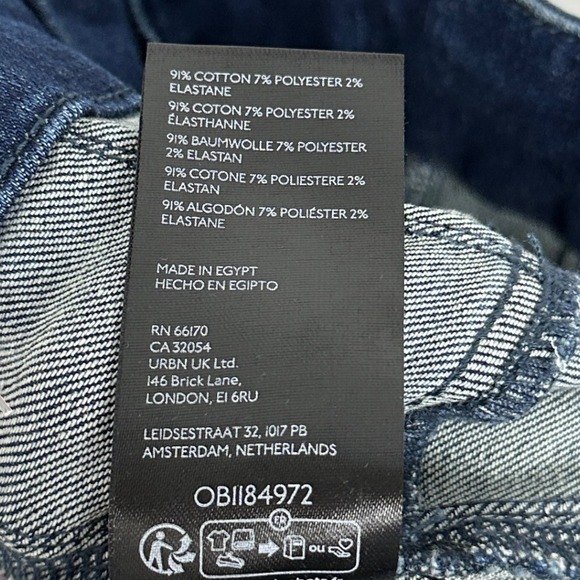 91% COTTON 7% POLYESTER 2%
ELASTANE
91% COTON 7% POLYESTER 2%
ÉLASTHANNE
91% BAUMWOLLE 7% POLYESTER
2% ELASTAN
91% COTONE 7% POLIESTERE 2%
ELASTAN
91% ALGODÓN 7% POLIÉSTER 2%
ELASTANE
MADE IN EGYPT
HECHO EN EGIPTO
RN 66170
CA 32054
URBN UK Ltd.
146 Brick Lane,
LONDON, E1 6RU
LEIDSESTRAAT 32, 1017 PB
AMSTERDAM, NETHERLANDS
OB1184972
FR
ou